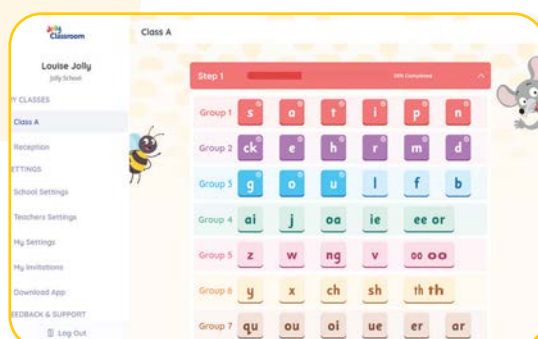 Jolly
Classroom
Class A
Louise Jolly
Jolly School
Y CLASSES
Class A
Reception
ETTINGS
School Settings
Teachers Settings
My Settings
My Invitations
Download App
EEDBACK & SUPPORT
Log Out
Step 1
Completed
Group 1 s a t i p n
Group 2 ck e h r m d
Group 3 g o u l f b
Group 4 ai j oa ie ee or
Group 5 z w ng v oo oo
Group 6 y x ch sh th th
Group 7 qu ou oi ue er ar